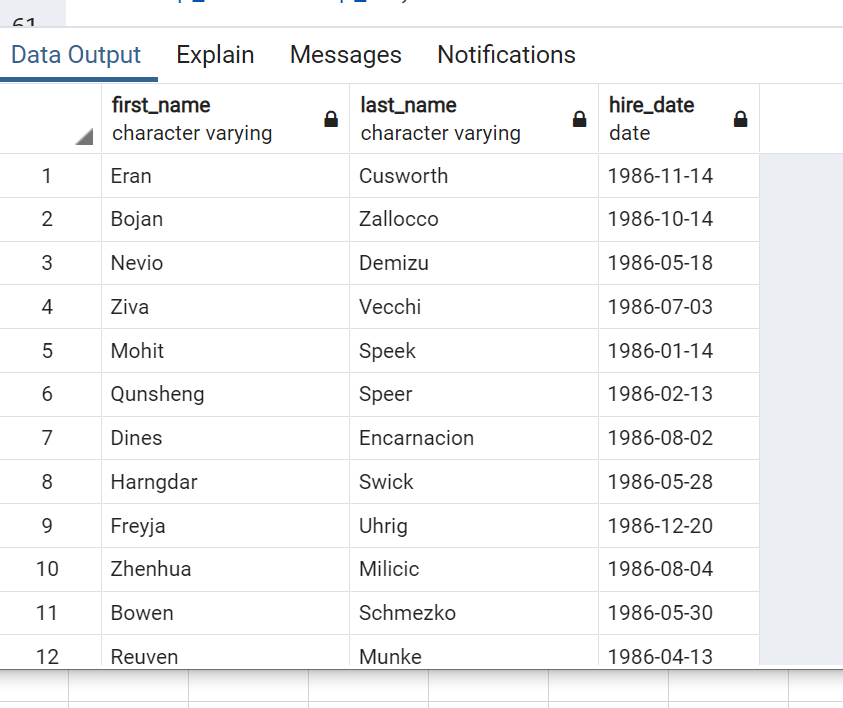 61
Data Output Explain Messages Notifications
first_name last_name hire_date
character varying character varying date
1 Eran Cusworth 1986-11-14
2 Bojan Zallocco 1986-10-14
3 Nevio Demizu 1986-05-18
4 Ziva Vecchi 1986-07-03
5 Mohit Speek 1986-01-14
6 Qunsheng Speer 1986-02-13
7 Dines Encarnacion 1986-08-02
8 Harngdar Swick 1986-05-28
9 Freyja Uhrig 1986-12-20
10 Zhenhua Milicic 1986-08-04
11 Bowen Schmezko 1986-05-30
12 Reuven Munke 1986-04-13